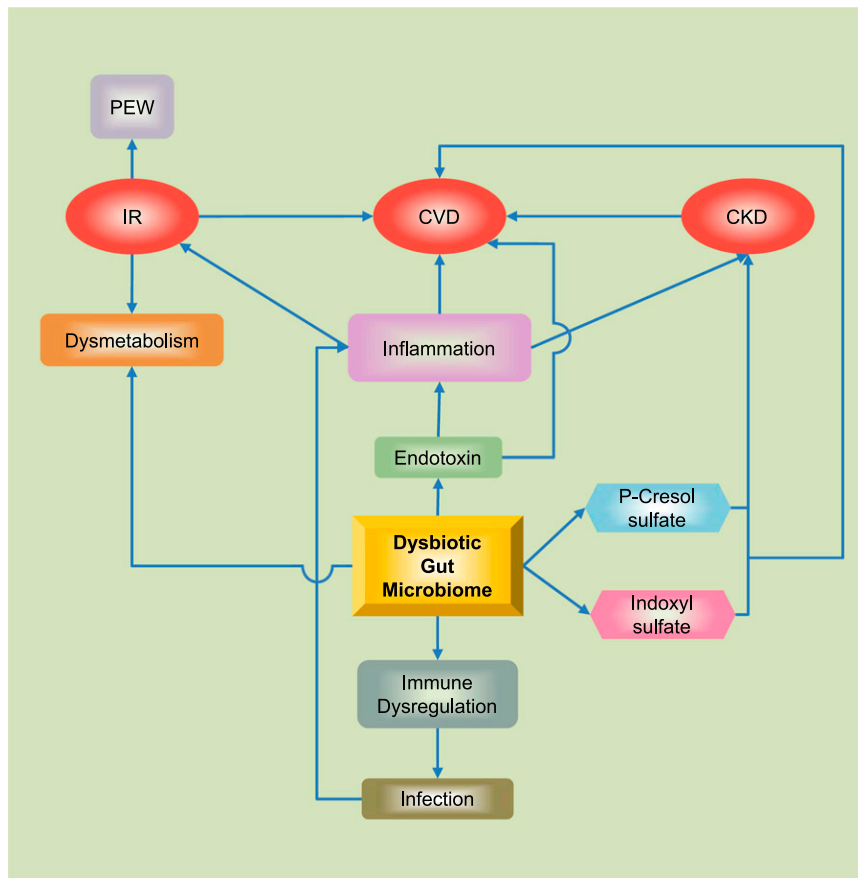 PEW
IR
CVD
CKD
Dysmetabolism
Inflammation
Endotoxin
P-Cresol
sulfate
Dysbiotic
Gut
Microbiome
Indoxyl
sulfate
Immune
Dysregulation
Infection